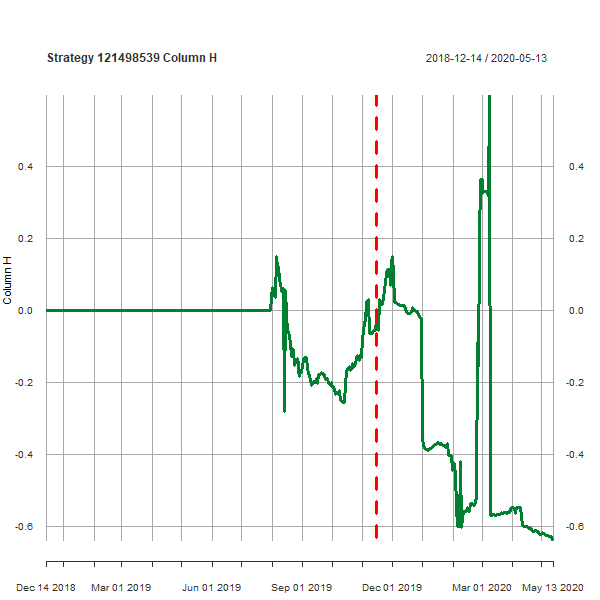 Strategy 121498539 Column H
2018-12-14 / 2020-05-13
Column H
0.4 0.4
0.2 0.2
0.0 0.0
-0.2 -0.2
-0.4 -0.4
-0.6 -0.6
Dec 14 2018 Mar 01 2019 Jun 01 2019 Sep 01 2019 Dec 01 2019 Mar 01 2020 May 13 2020